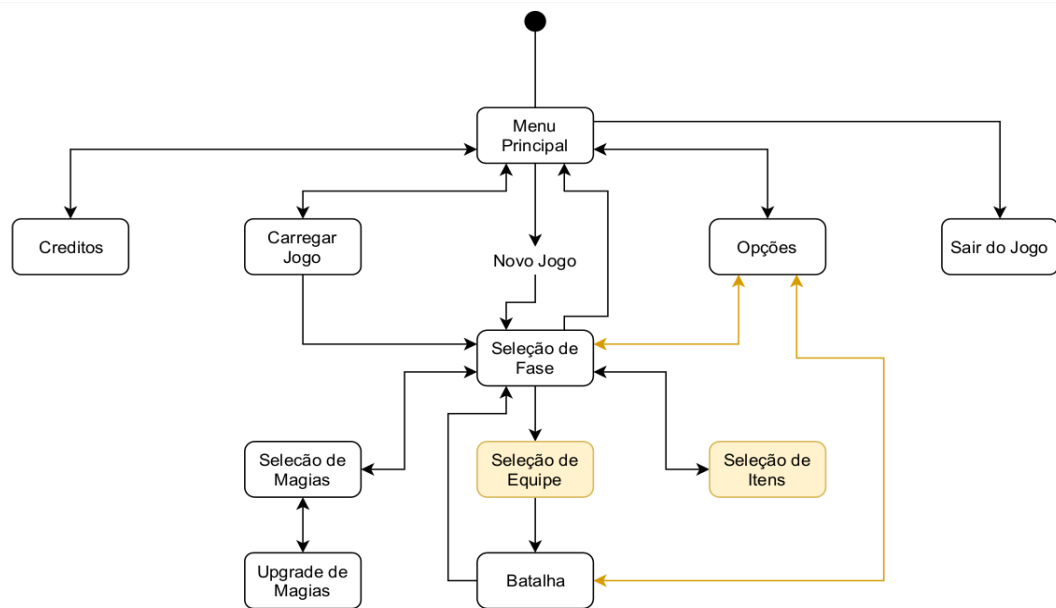 Menu
Principal
Creditos
Carregar
Jogo
Novo Jogo
Opções
Sair do Jogo
Seleção de
Fase
Selecão de
Magias
Seleção de
Equipe
Seleção de
Itens
Upgrade de
Magias
Batalha